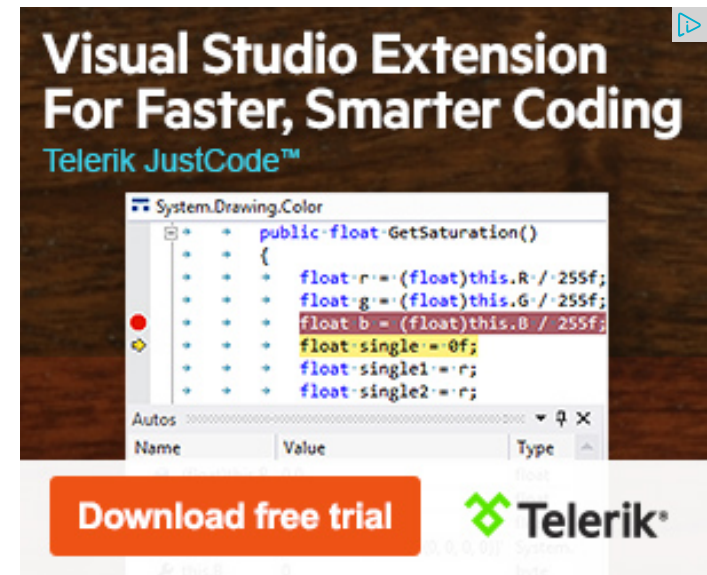 Visual Studio Extension
For Faster, Smarter Coding
Telerik JustCode™
System.Drawing.Color
public float GetSaturation()
{
float r = (float)this.R / 255f;
float g = (float)this.G / 255f;
float b = (float)this.B / 255f;
float single = 0f;
float single1 = r;
float single2 = r;
Autos
Name Value Type
Download free trial
Telerik®